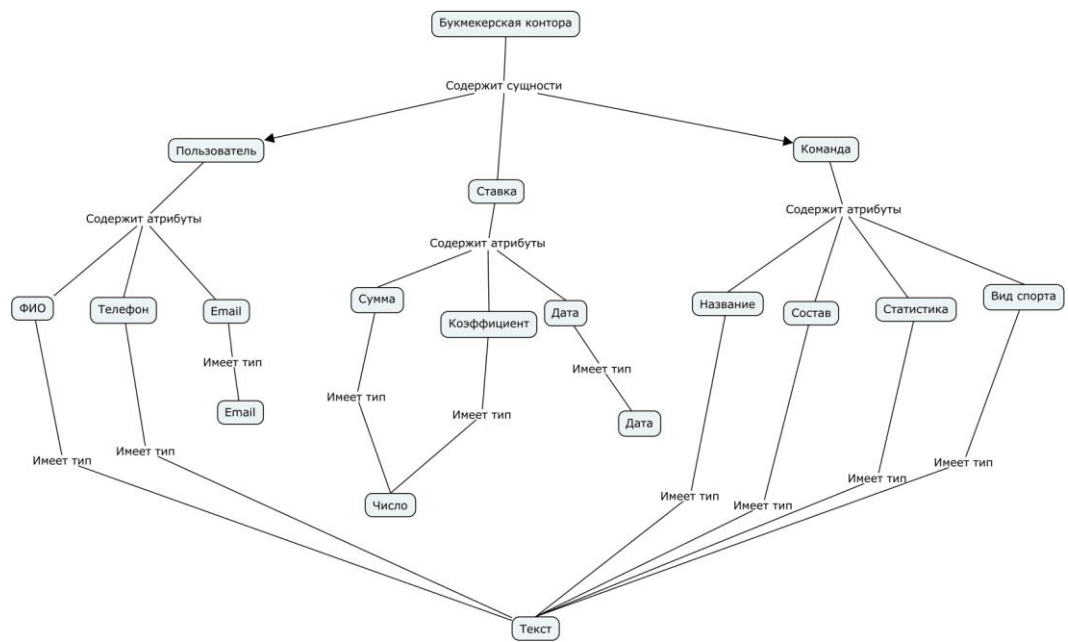 Букмекерская контора
Содержит сущности
Пользователь
Команда
Ставка
Содержит атрибуты
Содержит атрибуты
Содержит атрибуты
ФИО
Телефон
Email
Сумма
Коэффициент
Дата
Название
Состав
Статистика
Вид спорта
Имеет тип
Имеет тип
Имеет тип
Имеет тип
Email
Дата
Имеет тип
Имеет тип
Имеет тип
Имеет тип
Имеет тип
Имеет тип
Число
Текст